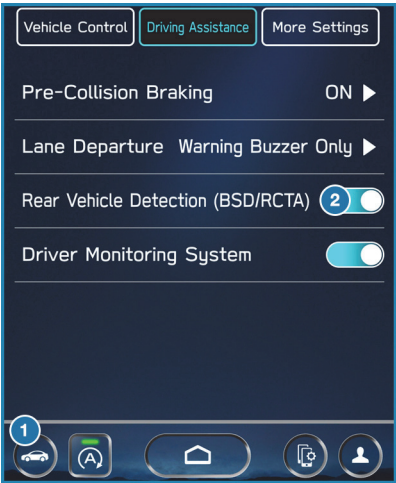 Vehicle Control Driving Assistance More Settings
Pre-Collision Braking ON
Lane Departure Warning Buzzer Only
Rear Vehicle Detection (BSD/RCTA) 2
Driver Monitoring System
1
A